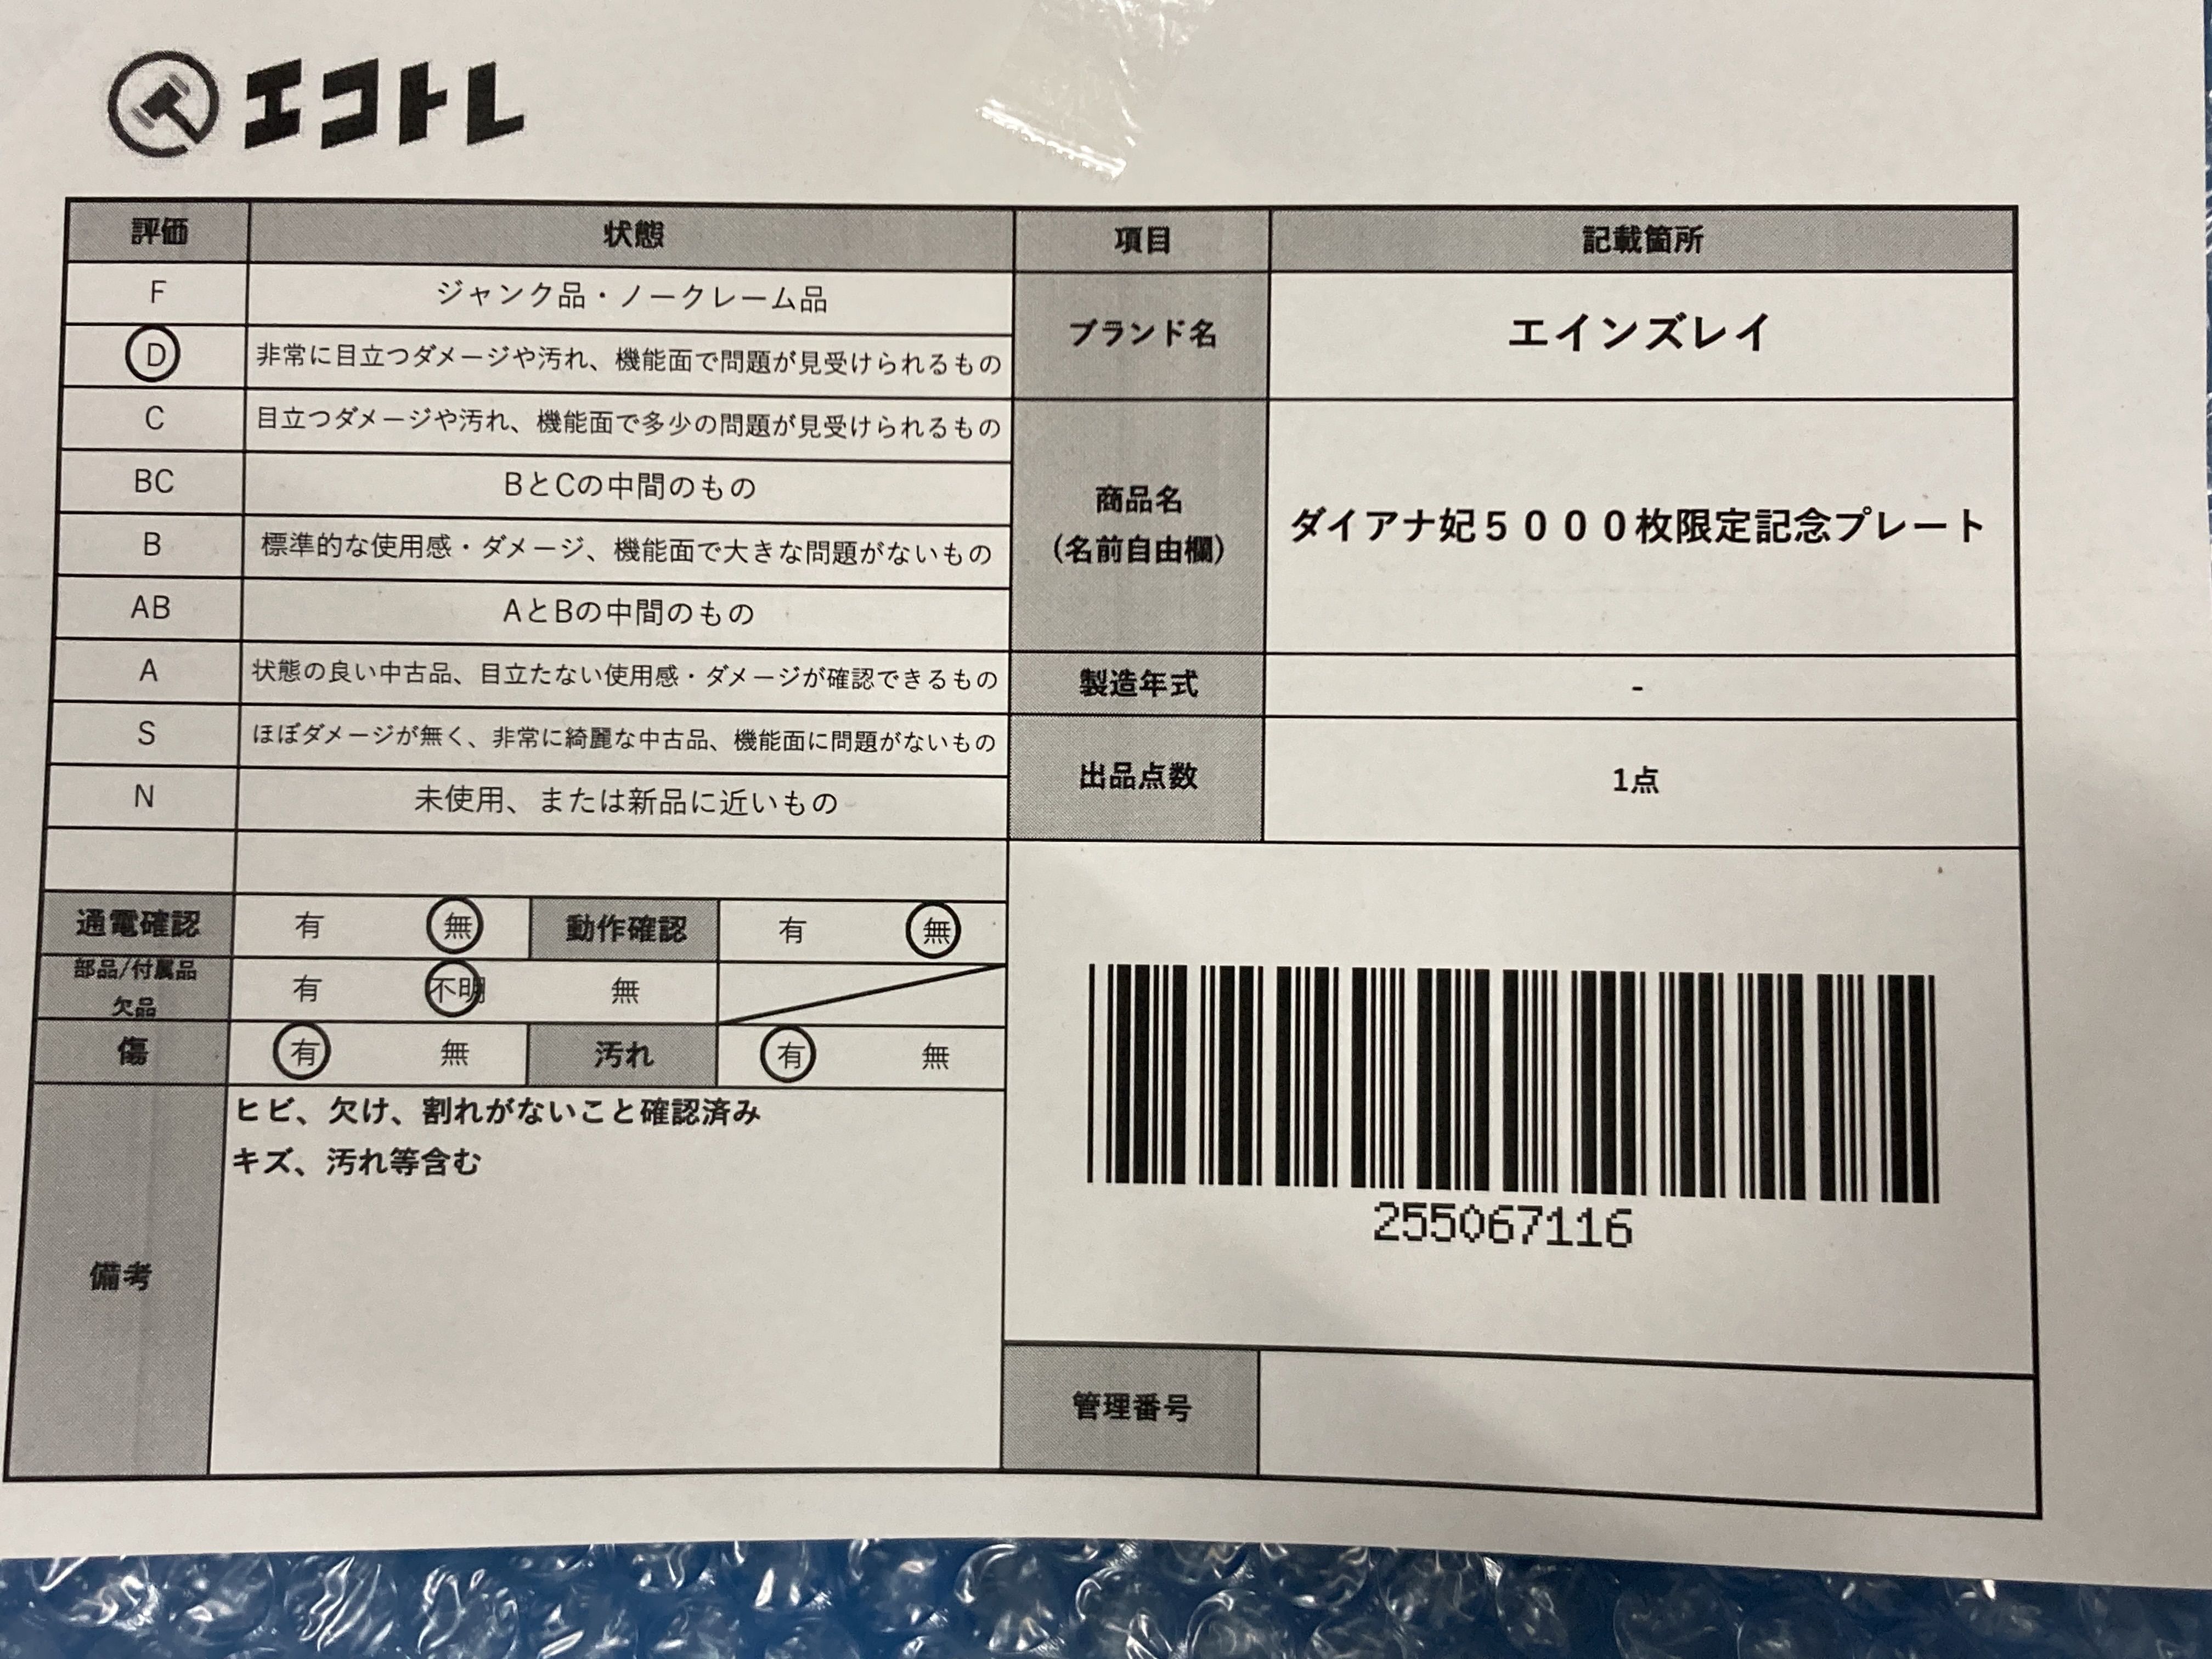 エコトレ
評価 状態 項目 記載箇所
F ジャンク品・ノークレーム品
D 非常に目立つダメージや汚れ、機能面で問題が見受けられるもの
C 目立つダメージや汚れ、機能面で多少の問題が見受けられるもの
BC BとCの中間のもの
B 標準的な使用感・ダメージ、機能面で大きな問題がないもの
AB AとBの中間のもの
A 状態の良い中古品、目立たない使用感・ダメージが確認できるもの
S ほぼダメージが無く、非常に綺麗な中古品、機能面に問題がないもの
N 未使用、または新品に近いもの
ブランド名 エインズレイ
商品名
(名前自由欄)
ダイアナ妃５０００枚限定記念プレート
製造年式 -
出品点数 1点
通電確認 有 無 動作確認 有 無
部品/付属品
欠品
有 不明 無
傷 有 無 汚れ 有 無
備考
ヒビ、欠け、割れがないこと確認済み
キズ、汚れ等含む
255067116
管理番号